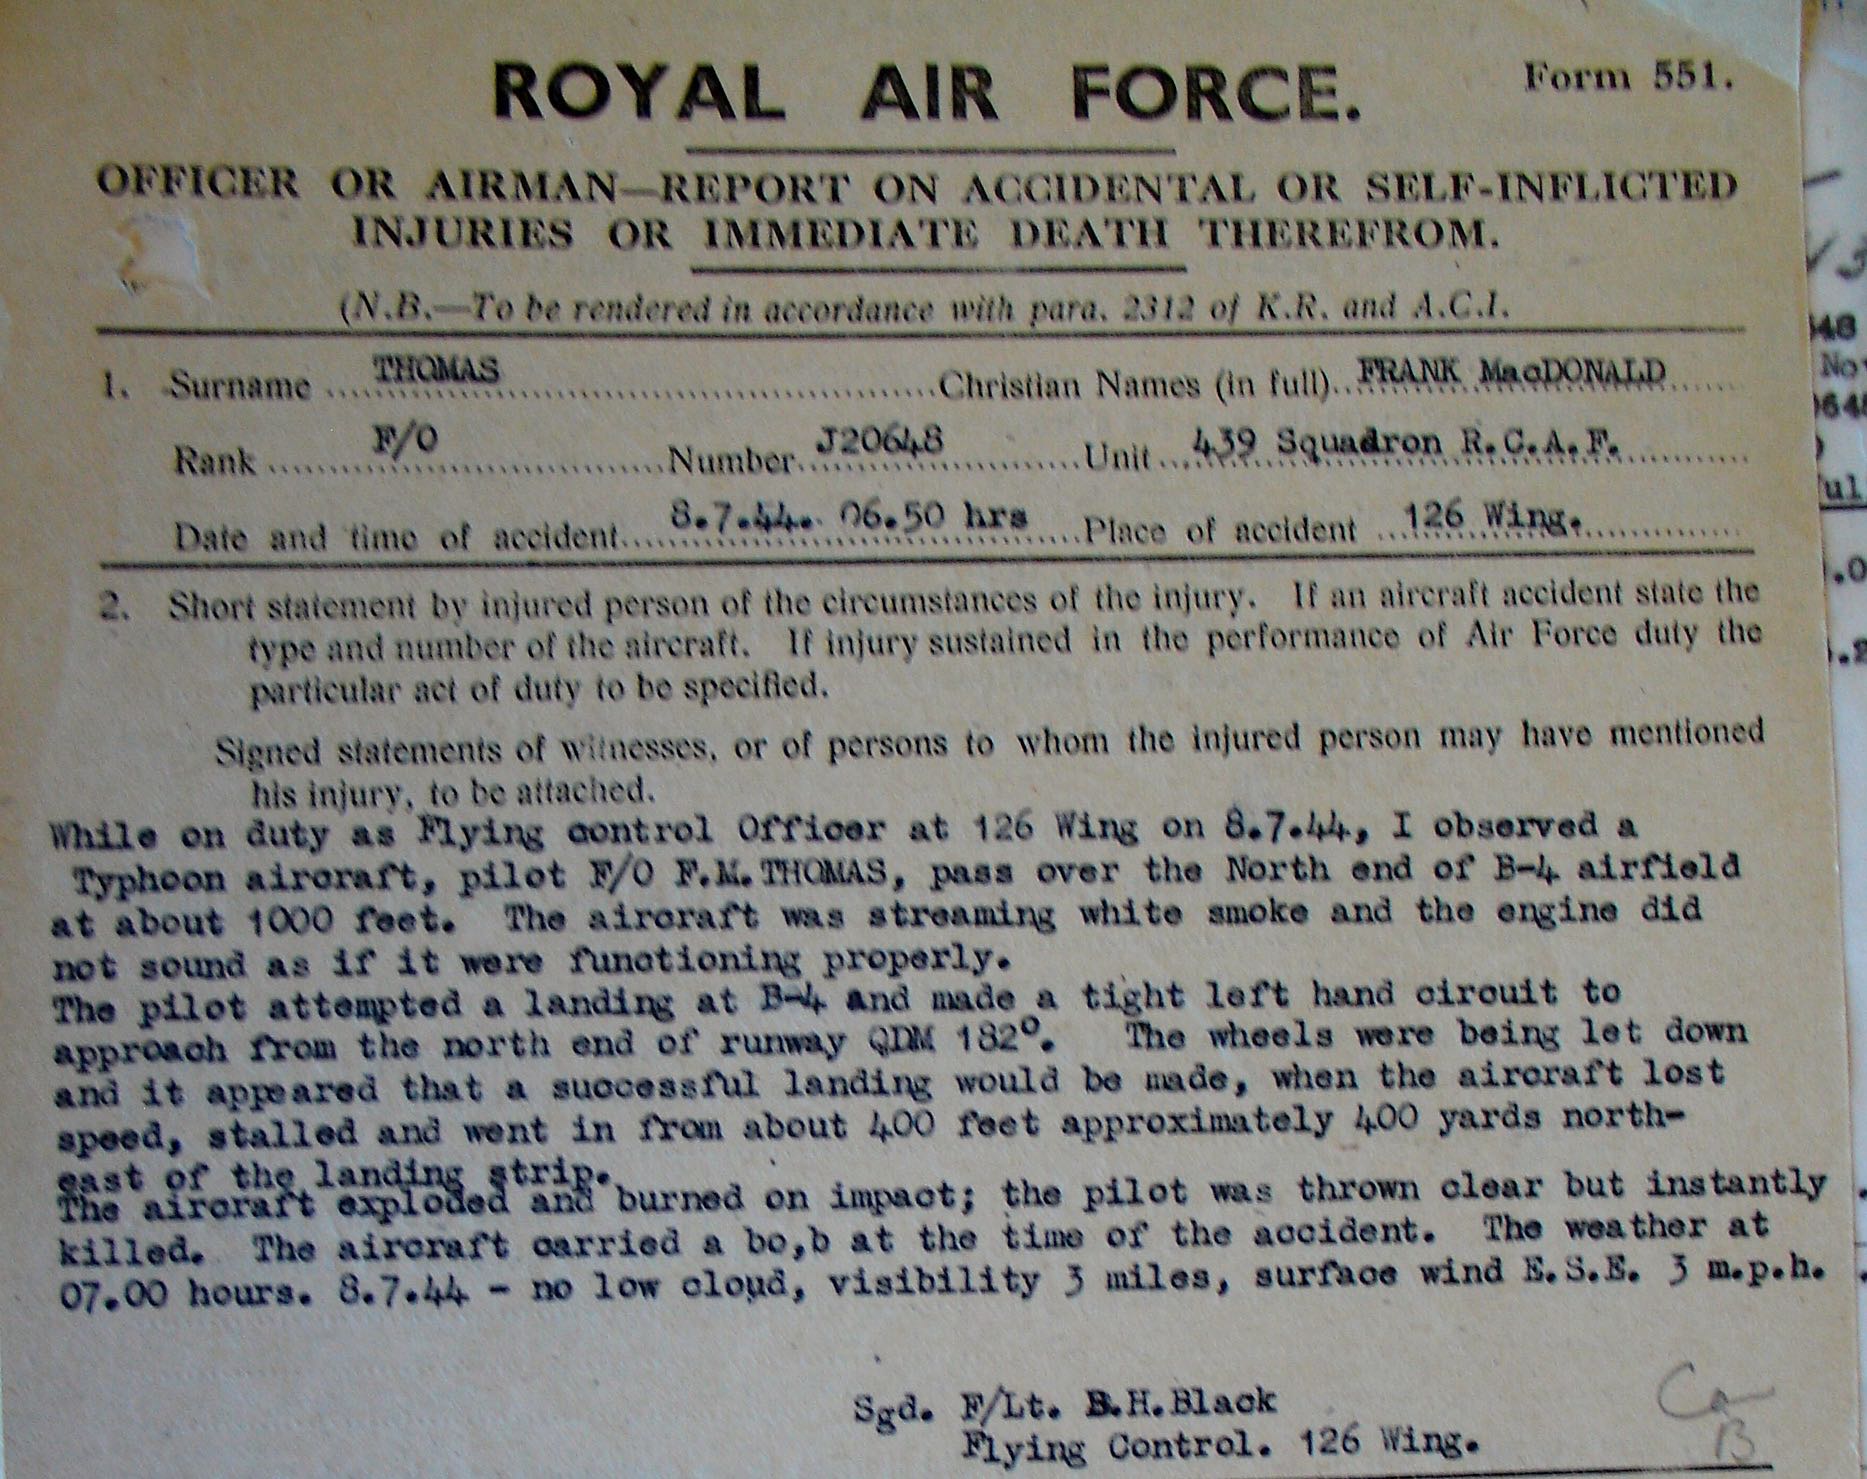 ROYAL AIR FORCE.
Form 551.
OFFICER OR AIRMAN—REPORT ON ACCIDENTAL OR SELF-INFLICTED
INJURIES OR IMMEDIATE DEATH THEREFROM.
(N.B.—To be rendered in accordance with para. 2312 of K.R. and A.C.I.
1. Surname THOMAS Christian Names (in full) FRANK MacDONALD
Rank F/O Number J20648 Unit 439 Squadron R.C.A.F.
Date and time of accident 8.7.44. 06.50 hrs Place of accident 126 Wing.
2. Short statement by injured person of the circumstances of the injury. If an aircraft accident state the
type and number of the aircraft. If injury sustained in the performance of Air Force duty the
particular act of duty to be specified.
Signed statements of witnesses, or of persons to whom the injured person may have mentioned
his injury, to be attached.
While on duty as Flying control Officer at 126 Wing on 8.7.44, I observed a
Typhoon aircraft, pilot F/O F.M.THOMAS, pass over the North end of B-4 airfield
at about 1000 feet. The aircraft was streaming white smoke and the engine did
not sound as if it were functioning properly.
The pilot attempted a landing at B-4 and made a tight left hand circuit to
approach from the north end of runway QDM 182°. The wheels were being let down
and it appeared that a successful landing would be made, when the aircraft lost
speed, stalled and went in from about 400 feet approximately 400 yards north-
east of the landing strip.
The aircraft exploded and burned on impact; the pilot was thrown clear but instantly
killed. The aircraft carried a bo,b at the time of the accident. The weather at
07.00 hours. 8.7.44 - no low cloud, visibility 3 miles, surface wind E.S.E. 3 m.p.h.
Sgd. F/Lt. B.H.Black
Flying Control. 126 Wing.